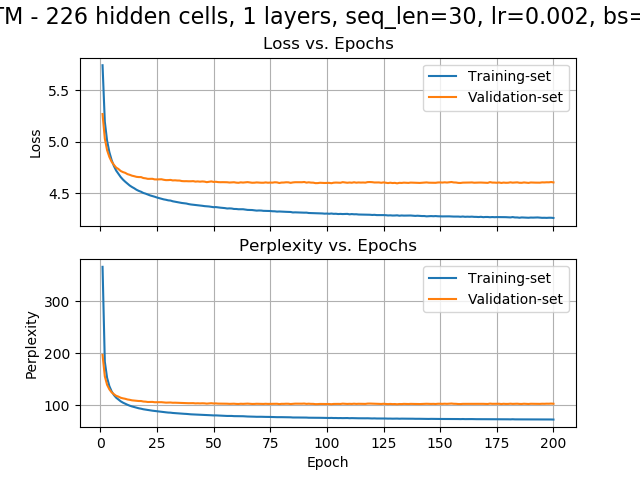 TM - 226 hidden cells, 1 layers, seq_len=30, lr=0.002, bs=
Loss vs. Epochs
Training-set
Validation-set
5.5
5.0
4.5
Loss
Perplexity vs. Epochs
Training-set
Validation-set
300
200
100
Perplexity
0 25 50 75 100 125 150 175 200
Epoch